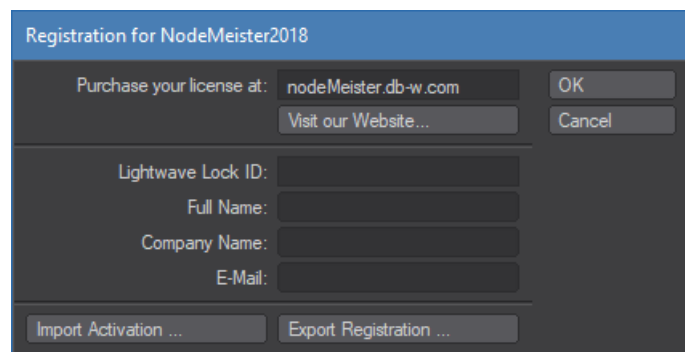 Registration for NodeMeister2018
Purchase your license at: nodeMeister.db-w.com OK
Visit our Website... Cancel
Lightwave Lock ID:
Full Name:
Company Name:
E-Mail:
Import Activation ... Export Registration ...